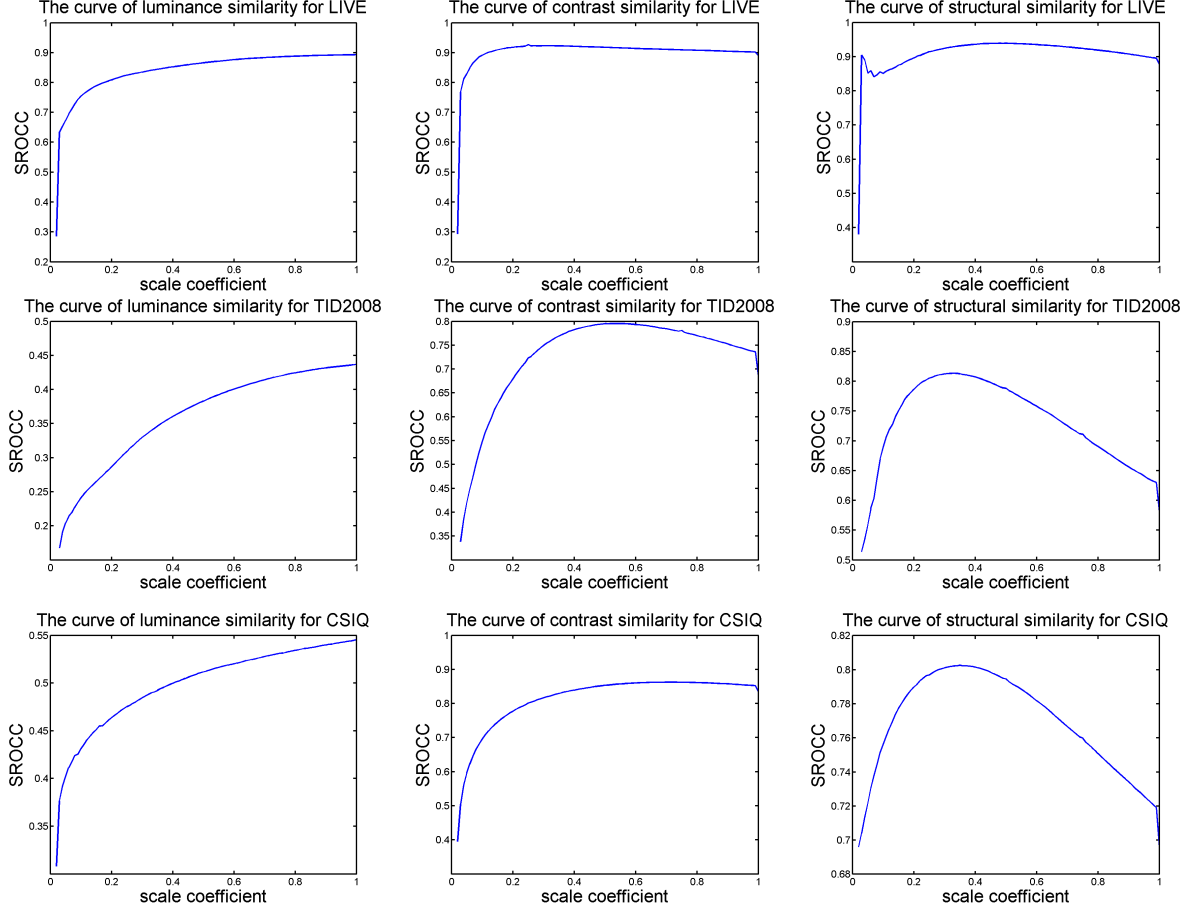 The curve of luminance similarity for LIVE
The curve of contrast similarity for LIVE
The curve of structural similarity for LIVE
1
0.9
0.8
0.7
0.6
0.5
0.4
0.3
0.2
SROCC
0 0.2 0.4 0.6 0.8 1
scale coefficient
1
0.9
0.8
0.7
0.6
0.5
0.4
0.3
0.2
SROCC
0 0.2 0.4 0.6 0.8 1
scale coefficient
1
0.9
0.8
0.7
0.6
0.5
0.4
SROCC
0 0.2 0.4 0.6 0.8 1
scale coefficient
The curve of luminance similarity for TID2008
The curve of contrast similarity for TID2008
The curve of structural similarity for TID2008
0.5
0.45
0.4
0.35
0.3
0.25
0.2
SROCC
0 0.2 0.4 0.6 0.8 1
scale coefficient
0.8
0.75
0.7
0.65
0.6
0.55
0.5
0.45
0.4
0.35
SROCC
0 0.2 0.4 0.6 0.8 1
scale coefficient
0.9
0.85
0.8
0.75
0.7
0.65
0.6
0.55
0.5
SROCC
0 0.2 0.4 0.6 0.8 1
scale coefficient
The curve of luminance similarity for CSIQ
The curve of contrast similarity for CSIQ
The curve of structural similarity for CSIQ
0.55
0.5
0.45
0.4
0.35
SROCC
0 0.2 0.4 0.6 0.8 1
scale coefficient
1
0.9
0.8
0.7
0.6
0.5
0.4
SROCC
0 0.2 0.4 0.6 0.8 1
scale coefficient
0.82
0.8
0.78
0.76
0.74
0.72
0.7
0.68
SROCC
0 0.2 0.4 0.6 0.8 1
scale coefficient